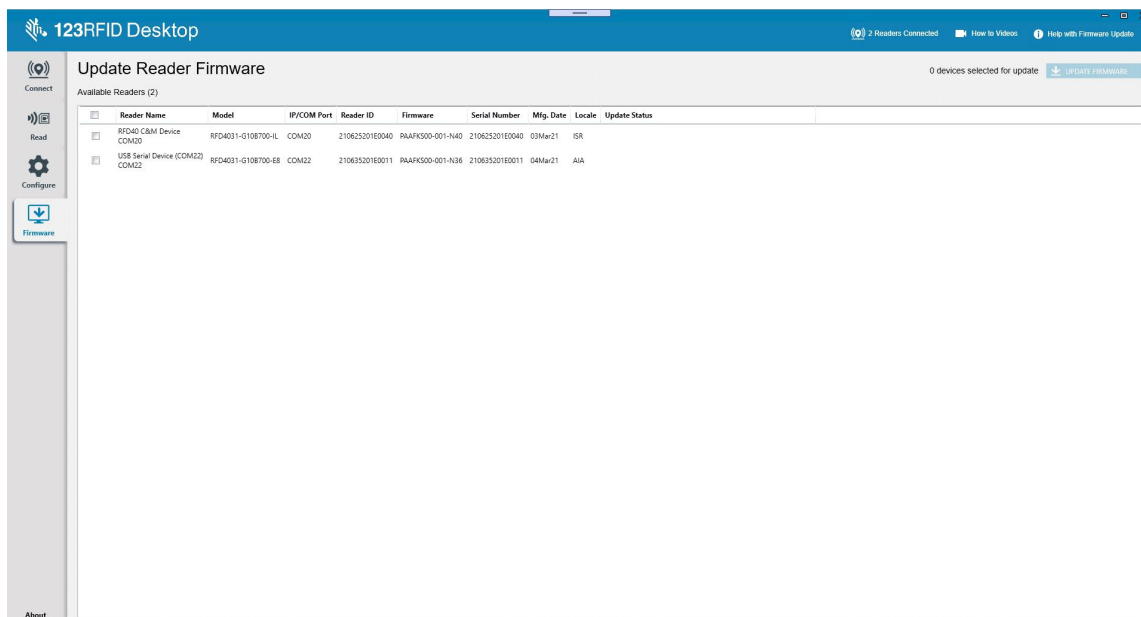 123RFID Desktop
2 Readers Connected How to Videos Help with Firmware Update
Connect
Read
Configure
Firmware
About
Update Reader Firmware
0 devices selected for update UPDATE FIRMWARE
Available Readers (2)
Reader Name Model IP/COM Port Reader ID Firmware Serial Number Mfg. Date Locale Update Status
RFD40 C&M Device
COM20 RFD4031-G10B700-IL COM20 210625201E0040 PAAFKS00-001-N40 210625201E0040 03Mar21 ISR
USB Serial Device (COM22)
COM22 RFD4031-G10B700-E8 COM22 210635201E0011 PAAFKS00-001-N36 210635201E0011 04Mar21 AIA